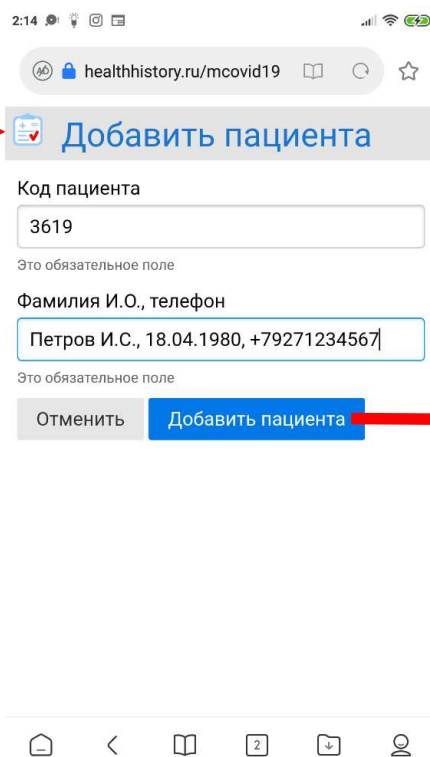 2:14
healthhistory.ru/mcovid19
Добавить пациента
Код пациента
3619
Это обязательное поле
Фамилия И.О., телефон
Петров И.С., 18.04.1980, +79271234567
Это обязательное поле
Отменить Добавить пациента
2